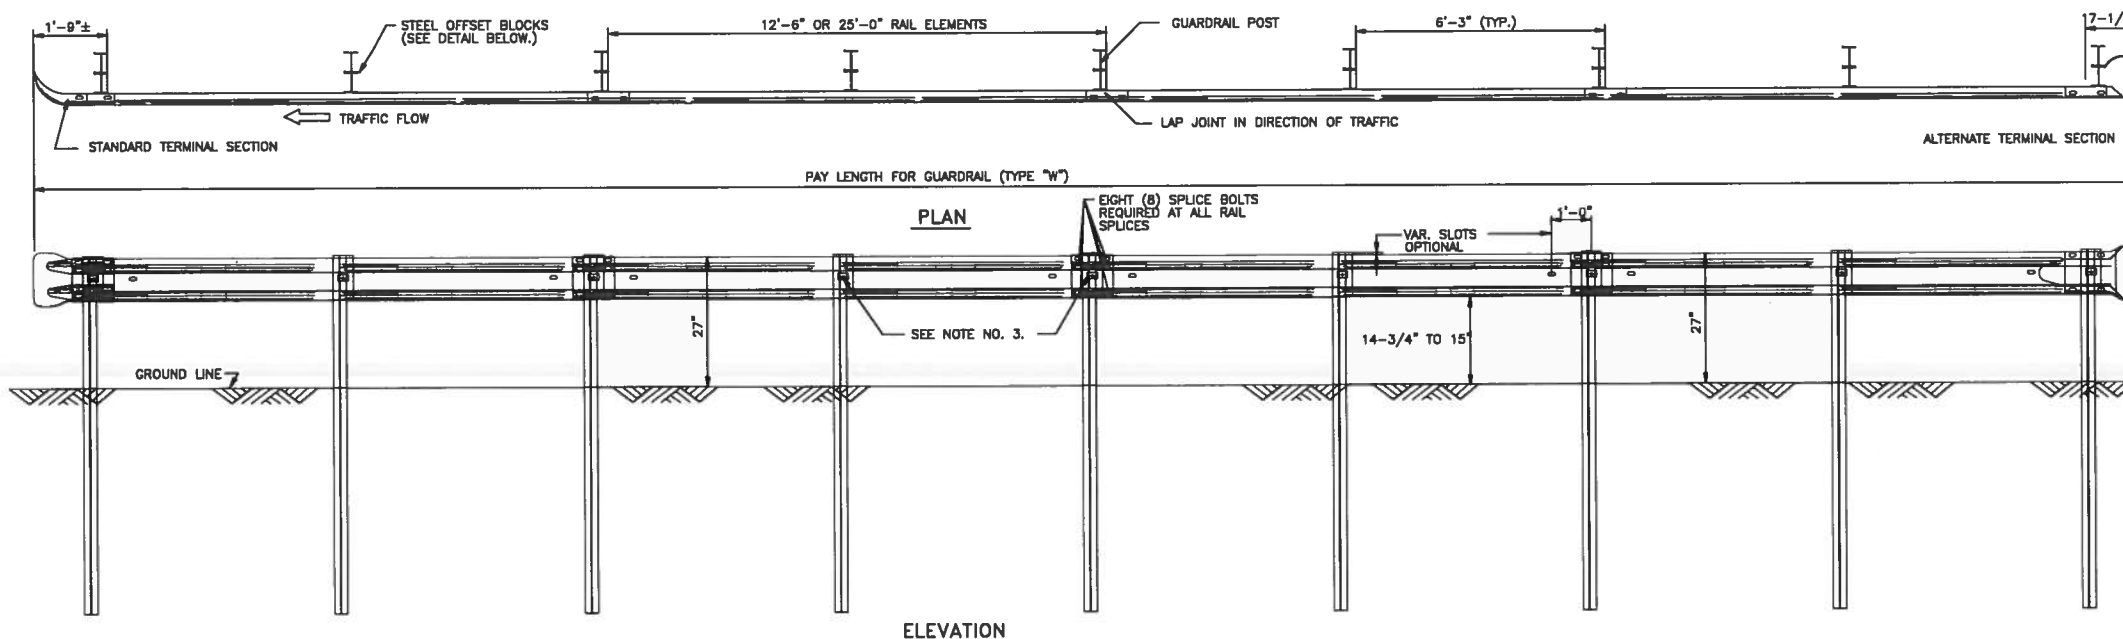 1'-9"±
STEEL OFFSET BLOCKS
(SEE DETAIL BELOW.)
12'-6" OR 25'-0" RAIL ELEMENTS
GUARDRAIL POST
6'-3" (TYP.)
17-1/
TRAFFIC FLOW
LAP JOINT IN DIRECTION OF TRAFFIC
STANDARD TERMINAL SECTION
ALTERNATE TERMINAL SECTION
PAY LENGTH FOR GUARDRAIL (TYPE "W")
PLAN
EIGHT (8) SPLICE BOLTS
REQUIRED AT ALL RAIL
SPLICES
VAR. SLOTS
OPTIONAL
1'-0"
27"
SEE NOTE NO. 3.
14-3/4" TO 15"
27"
GROUND LINE
ELEVATION